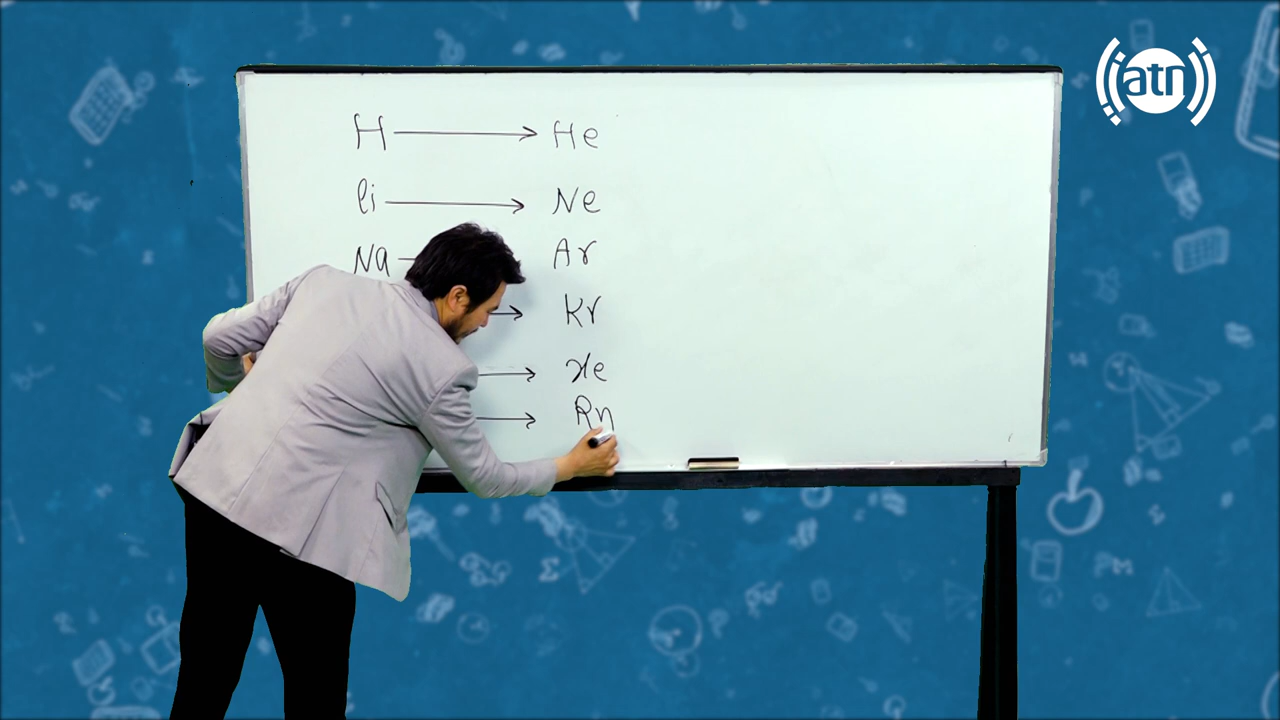 atn
H → He
li → Ne
Na – Ar
→ Kr
→ Xe
→ Rn